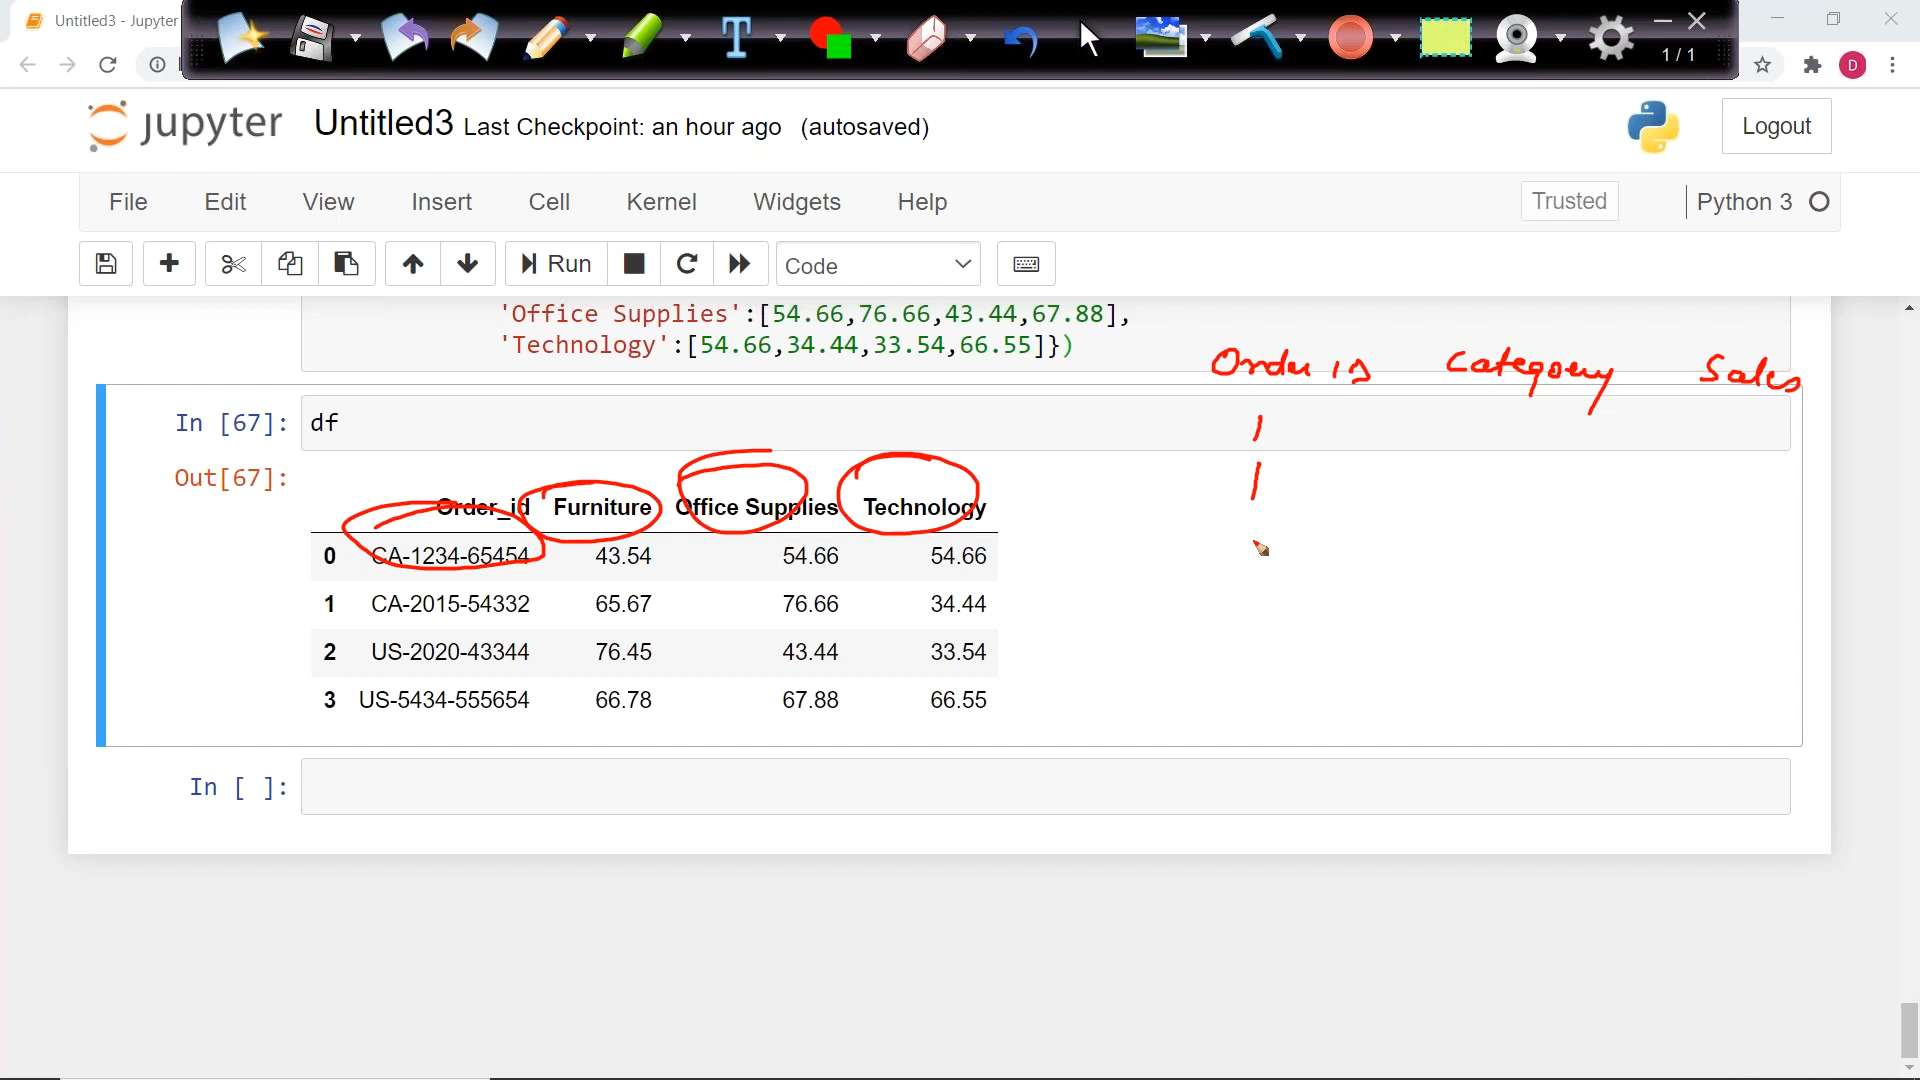 Untitled3 - Jupyter
T
1 / 1
D
jupyter Untitled3 Last Checkpoint: an hour ago (autosaved)
Logout
File Edit View Insert Cell Kernel Widgets Help Trusted Python 3
Run Code
'Office Supplies':[54.66,76.66,43.44,67.88],
'Technology':[54.66,34.44,33.54,66.55]})
Order ID Category Sales
In [67]: df
Out[67]:
Order_id Furniture Office Supplies Technology
0 CA-1234-65454 43.54 54.66 54.66
1 CA-2015-54332 65.67 76.66 34.44
2 US-2020-43344 76.45 43.44 33.54
3 US-5434-555654 66.78 67.88 66.55
In [ ]: